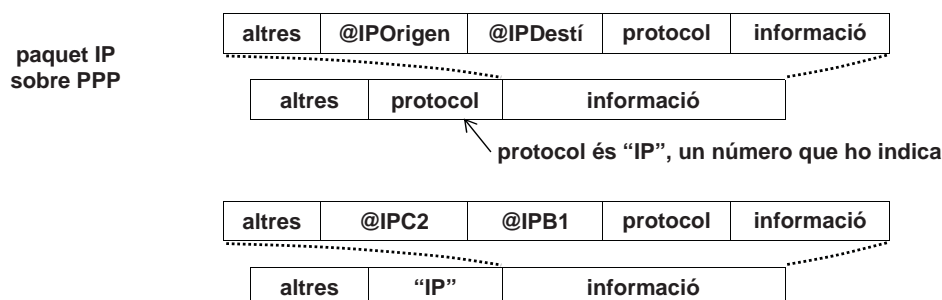 altres @IPOrigen @IPDestí protocol informació
paquet IP
sobre PPP
altres protocol informació
protocol és “IP”, un número que ho indica
altres @IPC2 @IPB1 protocol informació
altres “IP” informació